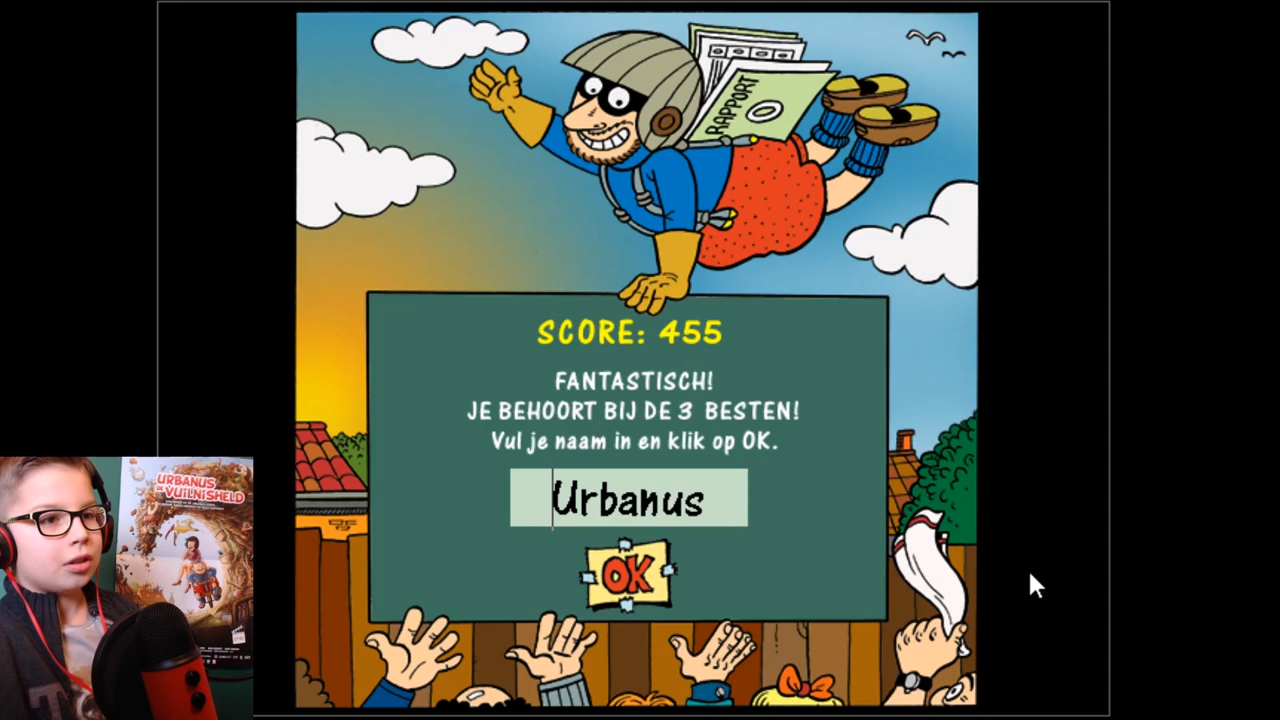 RAPPORT
0
SCORE: 455
FANTASTISCH!
JE BEHOORT BIJ DE 3 BESTEN!
Vul je naam in en klik op OK.
Urbanus
OK
URBANUS
DE VUILNISHELD